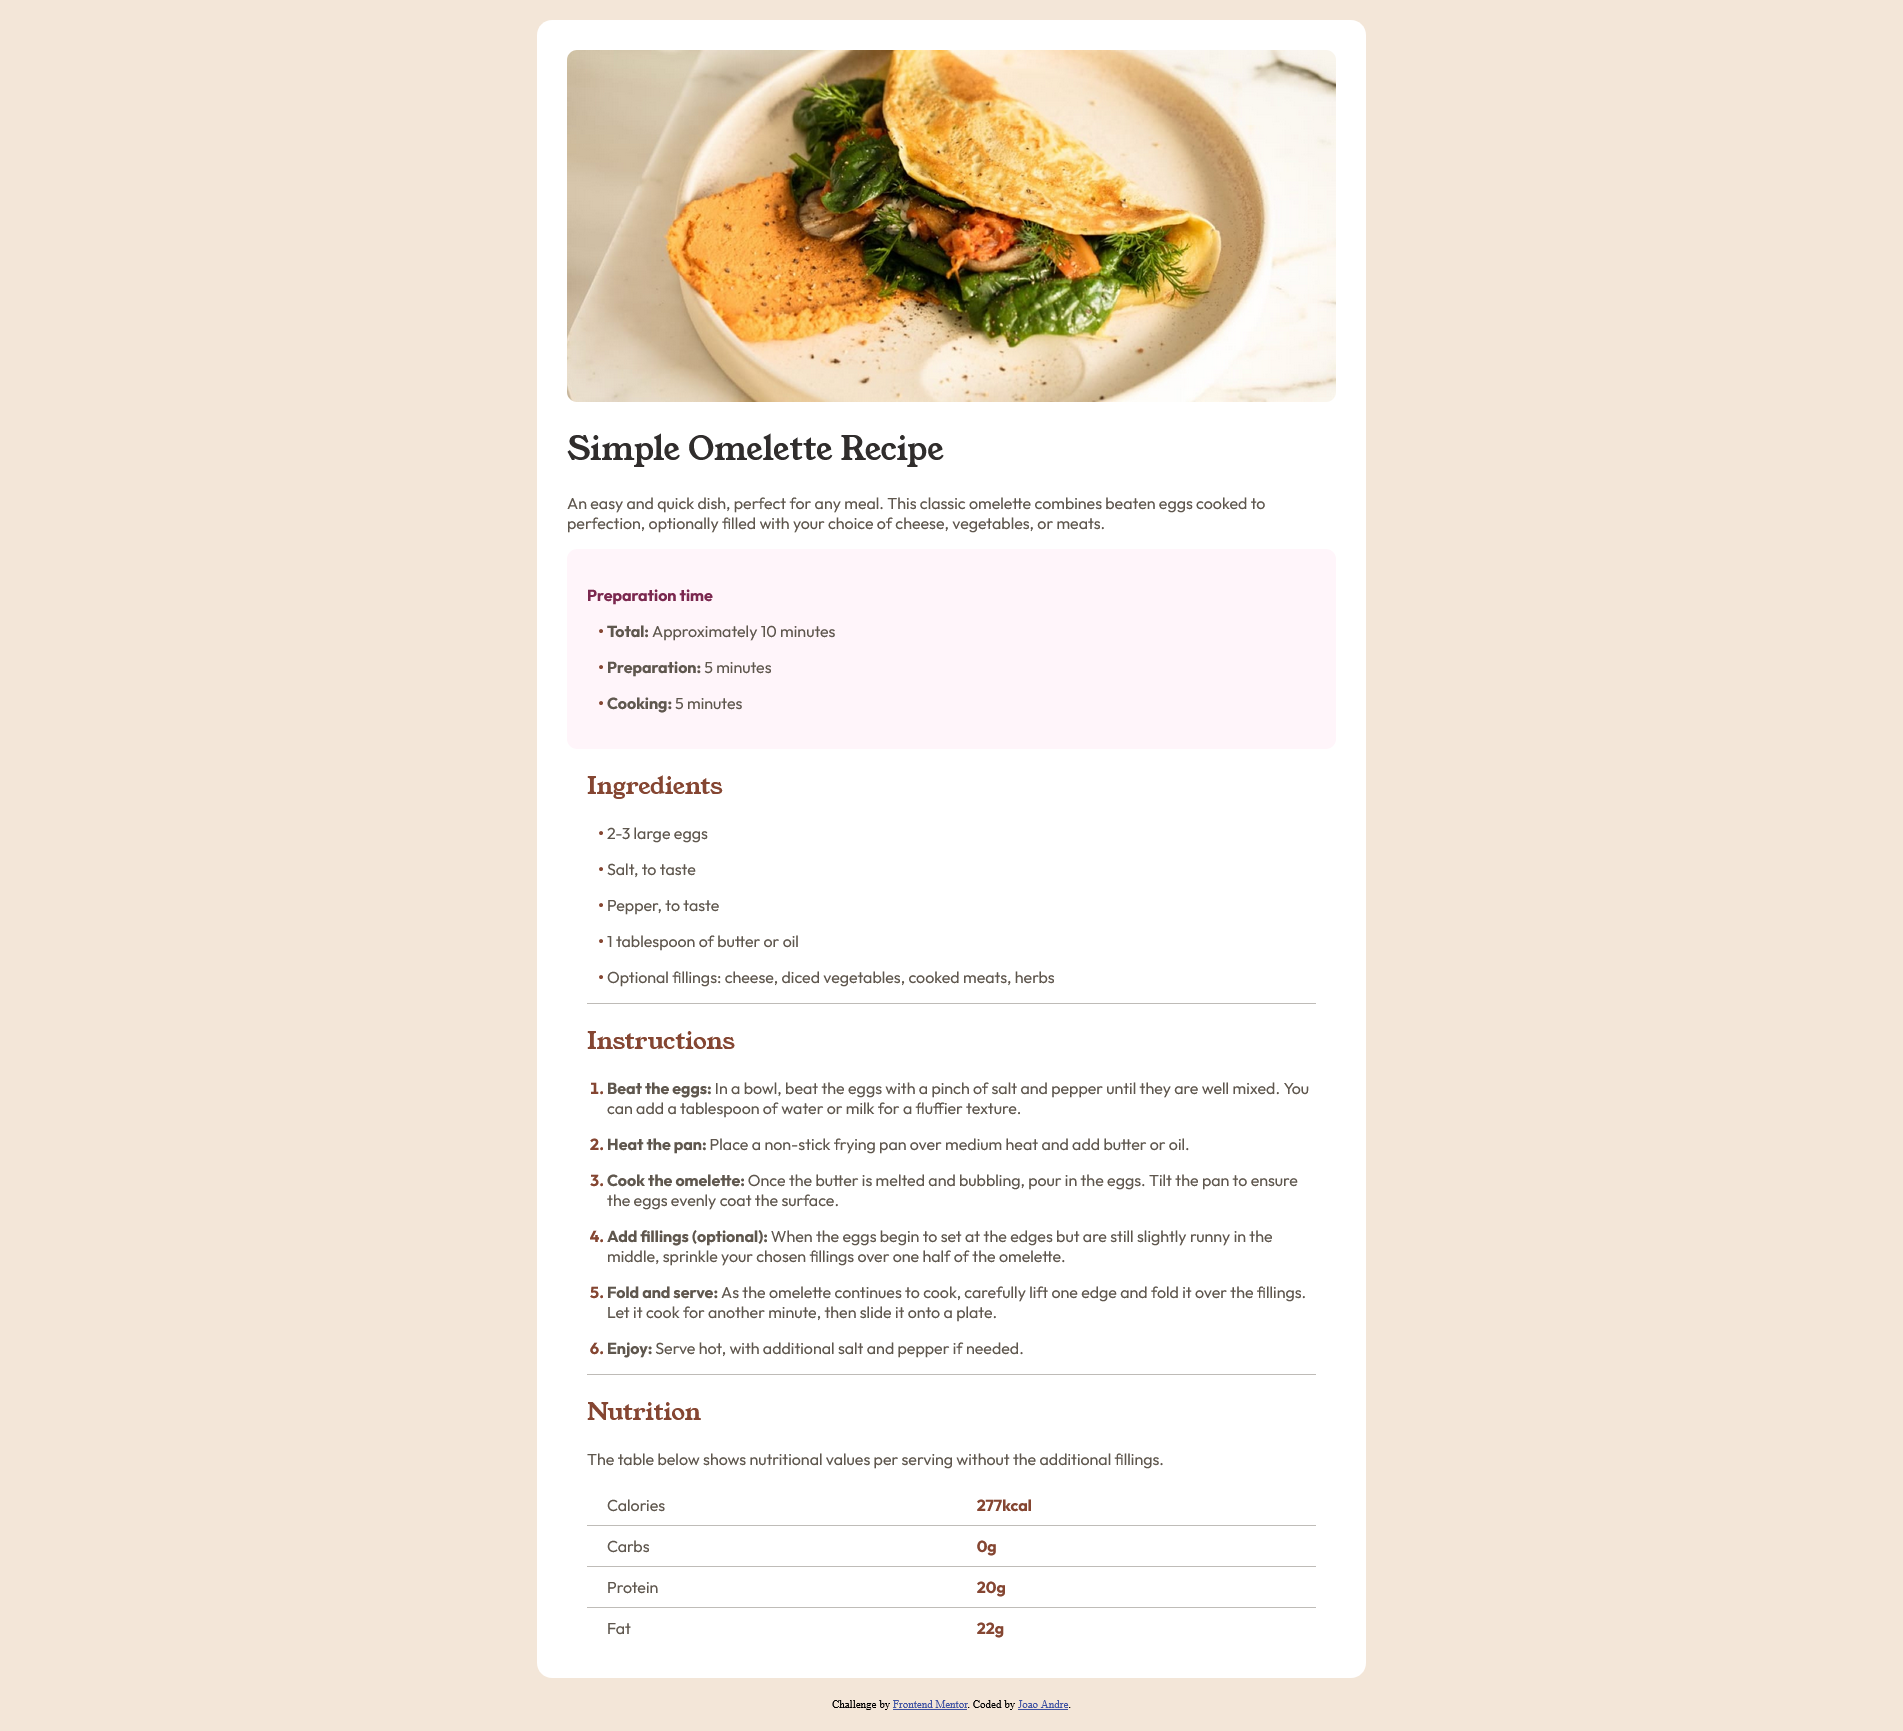 Simple Omelette Recipe
An easy and quick dish, perfect for any meal. This classic omelette combines beaten eggs cooked to
perfection, optionally filled with your choice of cheese, vegetables, or meats.
Preparation time
• Total: Approximately 10 minutes
• Preparation: 5 minutes
• Cooking: 5 minutes
Ingredients
• 2-3 large eggs
• Salt, to taste
• Pepper, to taste
• 1 tablespoon of butter or oil
• Optional fillings: cheese, diced vegetables, cooked meats, herbs
Instructions
1. Beat the eggs: In a bowl, beat the eggs with a pinch of salt and pepper until they are well mixed. You
can add a tablespoon of water or milk for a fluffier texture.
2. Heat the pan: Place a non-stick frying pan over medium heat and add butter or oil.
3. Cook the omelette: Once the butter is melted and bubbling, pour in the eggs. Tilt the pan to ensure
the eggs evenly coat the surface.
4. Add fillings (optional): When the eggs begin to set at the edges but are still slightly runny in the
middle, sprinkle your chosen fillings over one half of the omelette.
5. Fold and serve: As the omelette continues to cook, carefully lift one edge and fold it over the fillings.
Let it cook for another minute, then slide it onto a plate.
6. Enjoy: Serve hot, with additional salt and pepper if needed.
Nutrition
The table below shows nutritional values per serving without the additional fillings.
Calories 277kcal
Carbs 0g
Protein 20g
Fat 22g
Challenge by Frontend Mentor. Coded by Joao Andre.